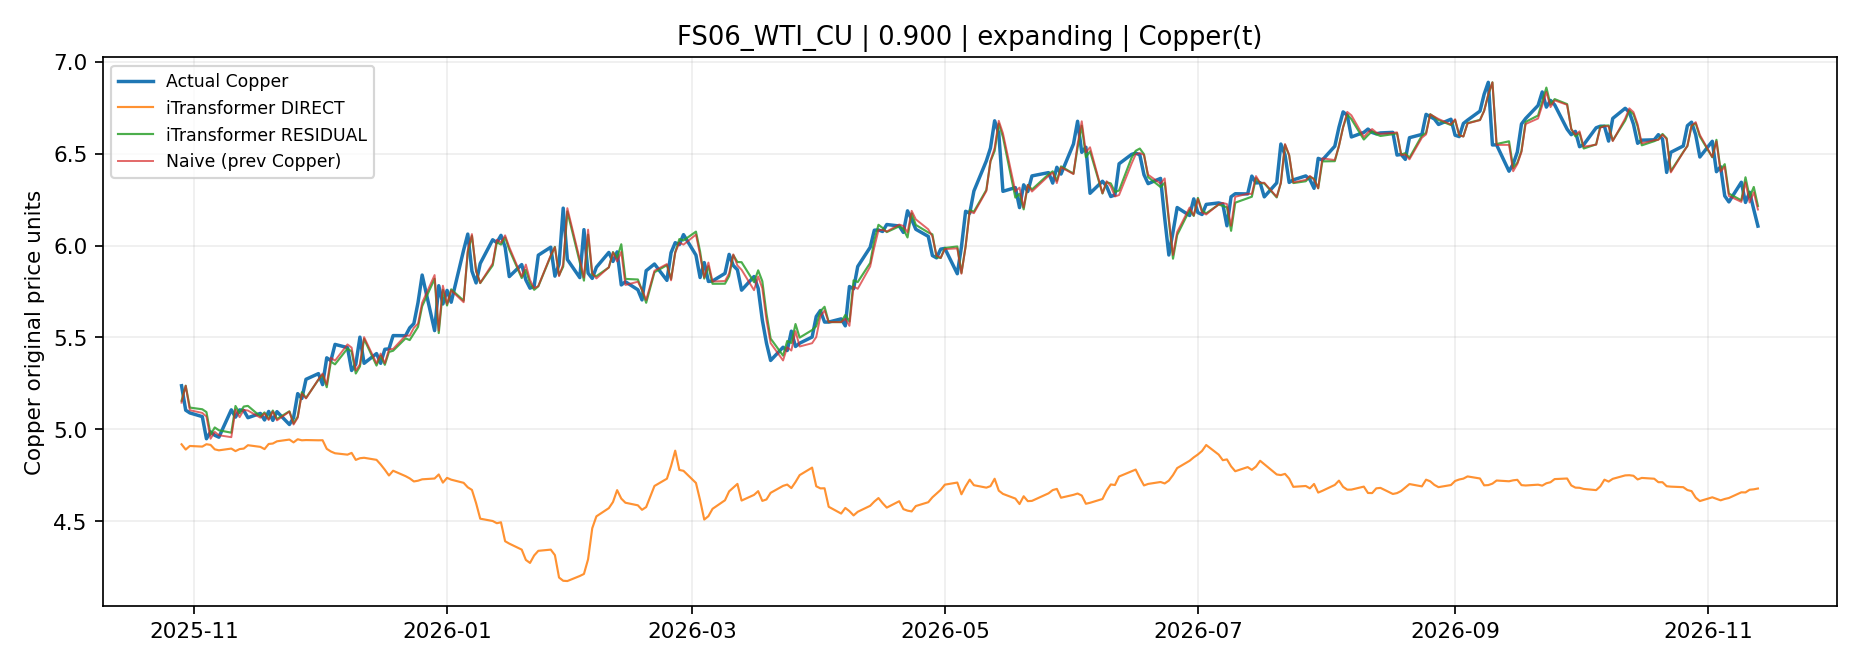 FS06_WTI_CU | 0.900 | expanding | Copper(t)
Actual Copper
iTransformer DIRECT
iTransformer RESIDUAL
Naive (prev Copper)
Copper original price units
7.0
6.5
6.0
5.5
5.0
4.5
2025-11
2026-01
2026-03
2026-05
2026-07
2026-09
2026-11